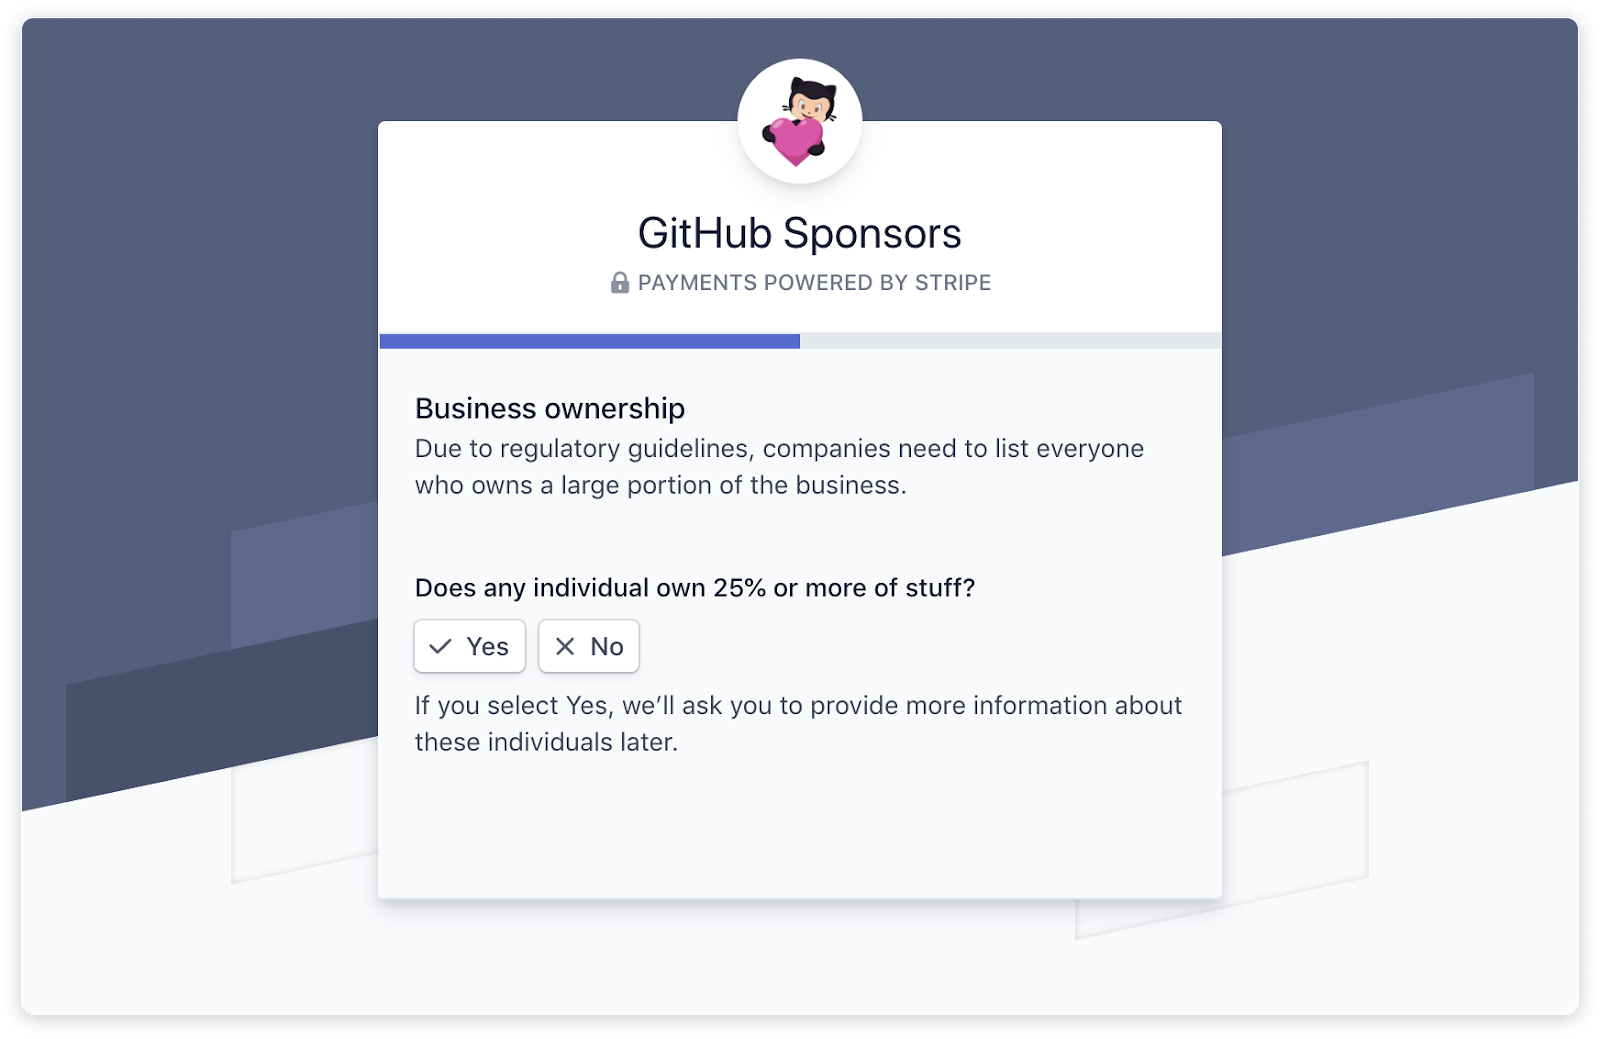 GitHub Sponsors
PAYMENTS POWERED BY STRIPE
Business ownership
Due to regulatory guidelines, companies need to list everyone
who owns a large portion of the business.
Does any individual own 25% or more of stuff?
Yes No
If you select Yes, we’ll ask you to provide more information about
these individuals later.